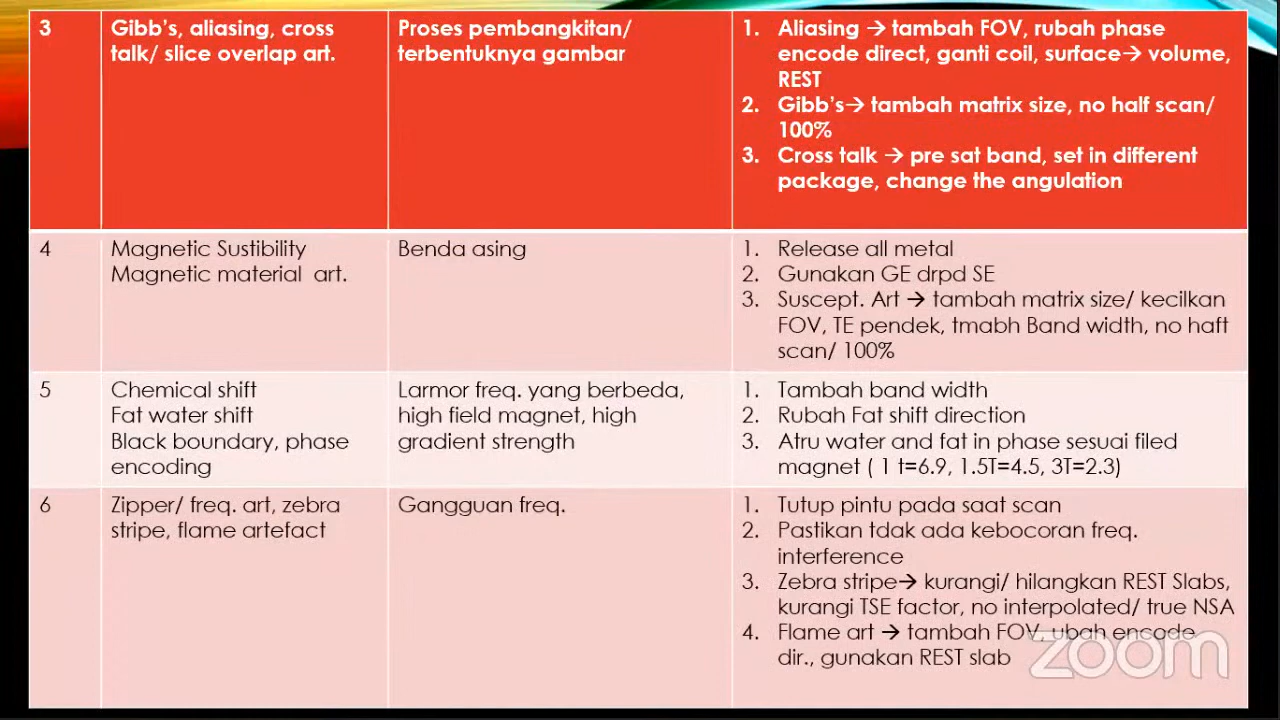 3
Gibb's, aliasing, cross
talk/ slice overlap art.
Proses pembangkitan/
terbentuknya gambar
1. Aliasing → tambah FOV, rubah phase
encode direct, ganti coil, surface→ volume,
REST
2. Gibb's→ tambah matrix size, no half scan/
100%
3. Cross talk → pre sat band, set in different
package, change the angulation
4
Magnetic Sustibility
Magnetic material art.
Benda asing
1. Release all metal
2. Gunakan GE drpd SE
3. Suscept. Art → tambah matrix size/ kecilkan
FOV, TE pendek, tmabh Band width, no haft
scan/ 100%
5
Chemical shift
Fat water shift
Black boundary, phase
encoding
Larmor freq. yang berbeda,
high field magnet, high
gradient strength
1. Tambah band width
2. Rubah Fat shift direction
3. Atru water and fat in phase sesuai filed
magnet ( 1 t=6.9, 1.5T=4.5, 3T=2.3)
6
Zipper/ freq. art, zebra
stripe, flame artefact
Gangguan freq.
1. Tutup pintu pada saat scan
2. Pastikan tdak ada kebocoran freq.
interference
3. Zebra stripe→ kurangi/ hilangkan REST Slabs,
kurangi TSE factor, no interpolated/ true NSA
4. Flame art → tambah FOV, ubah encode
dir., gunakan REST slab
zoom